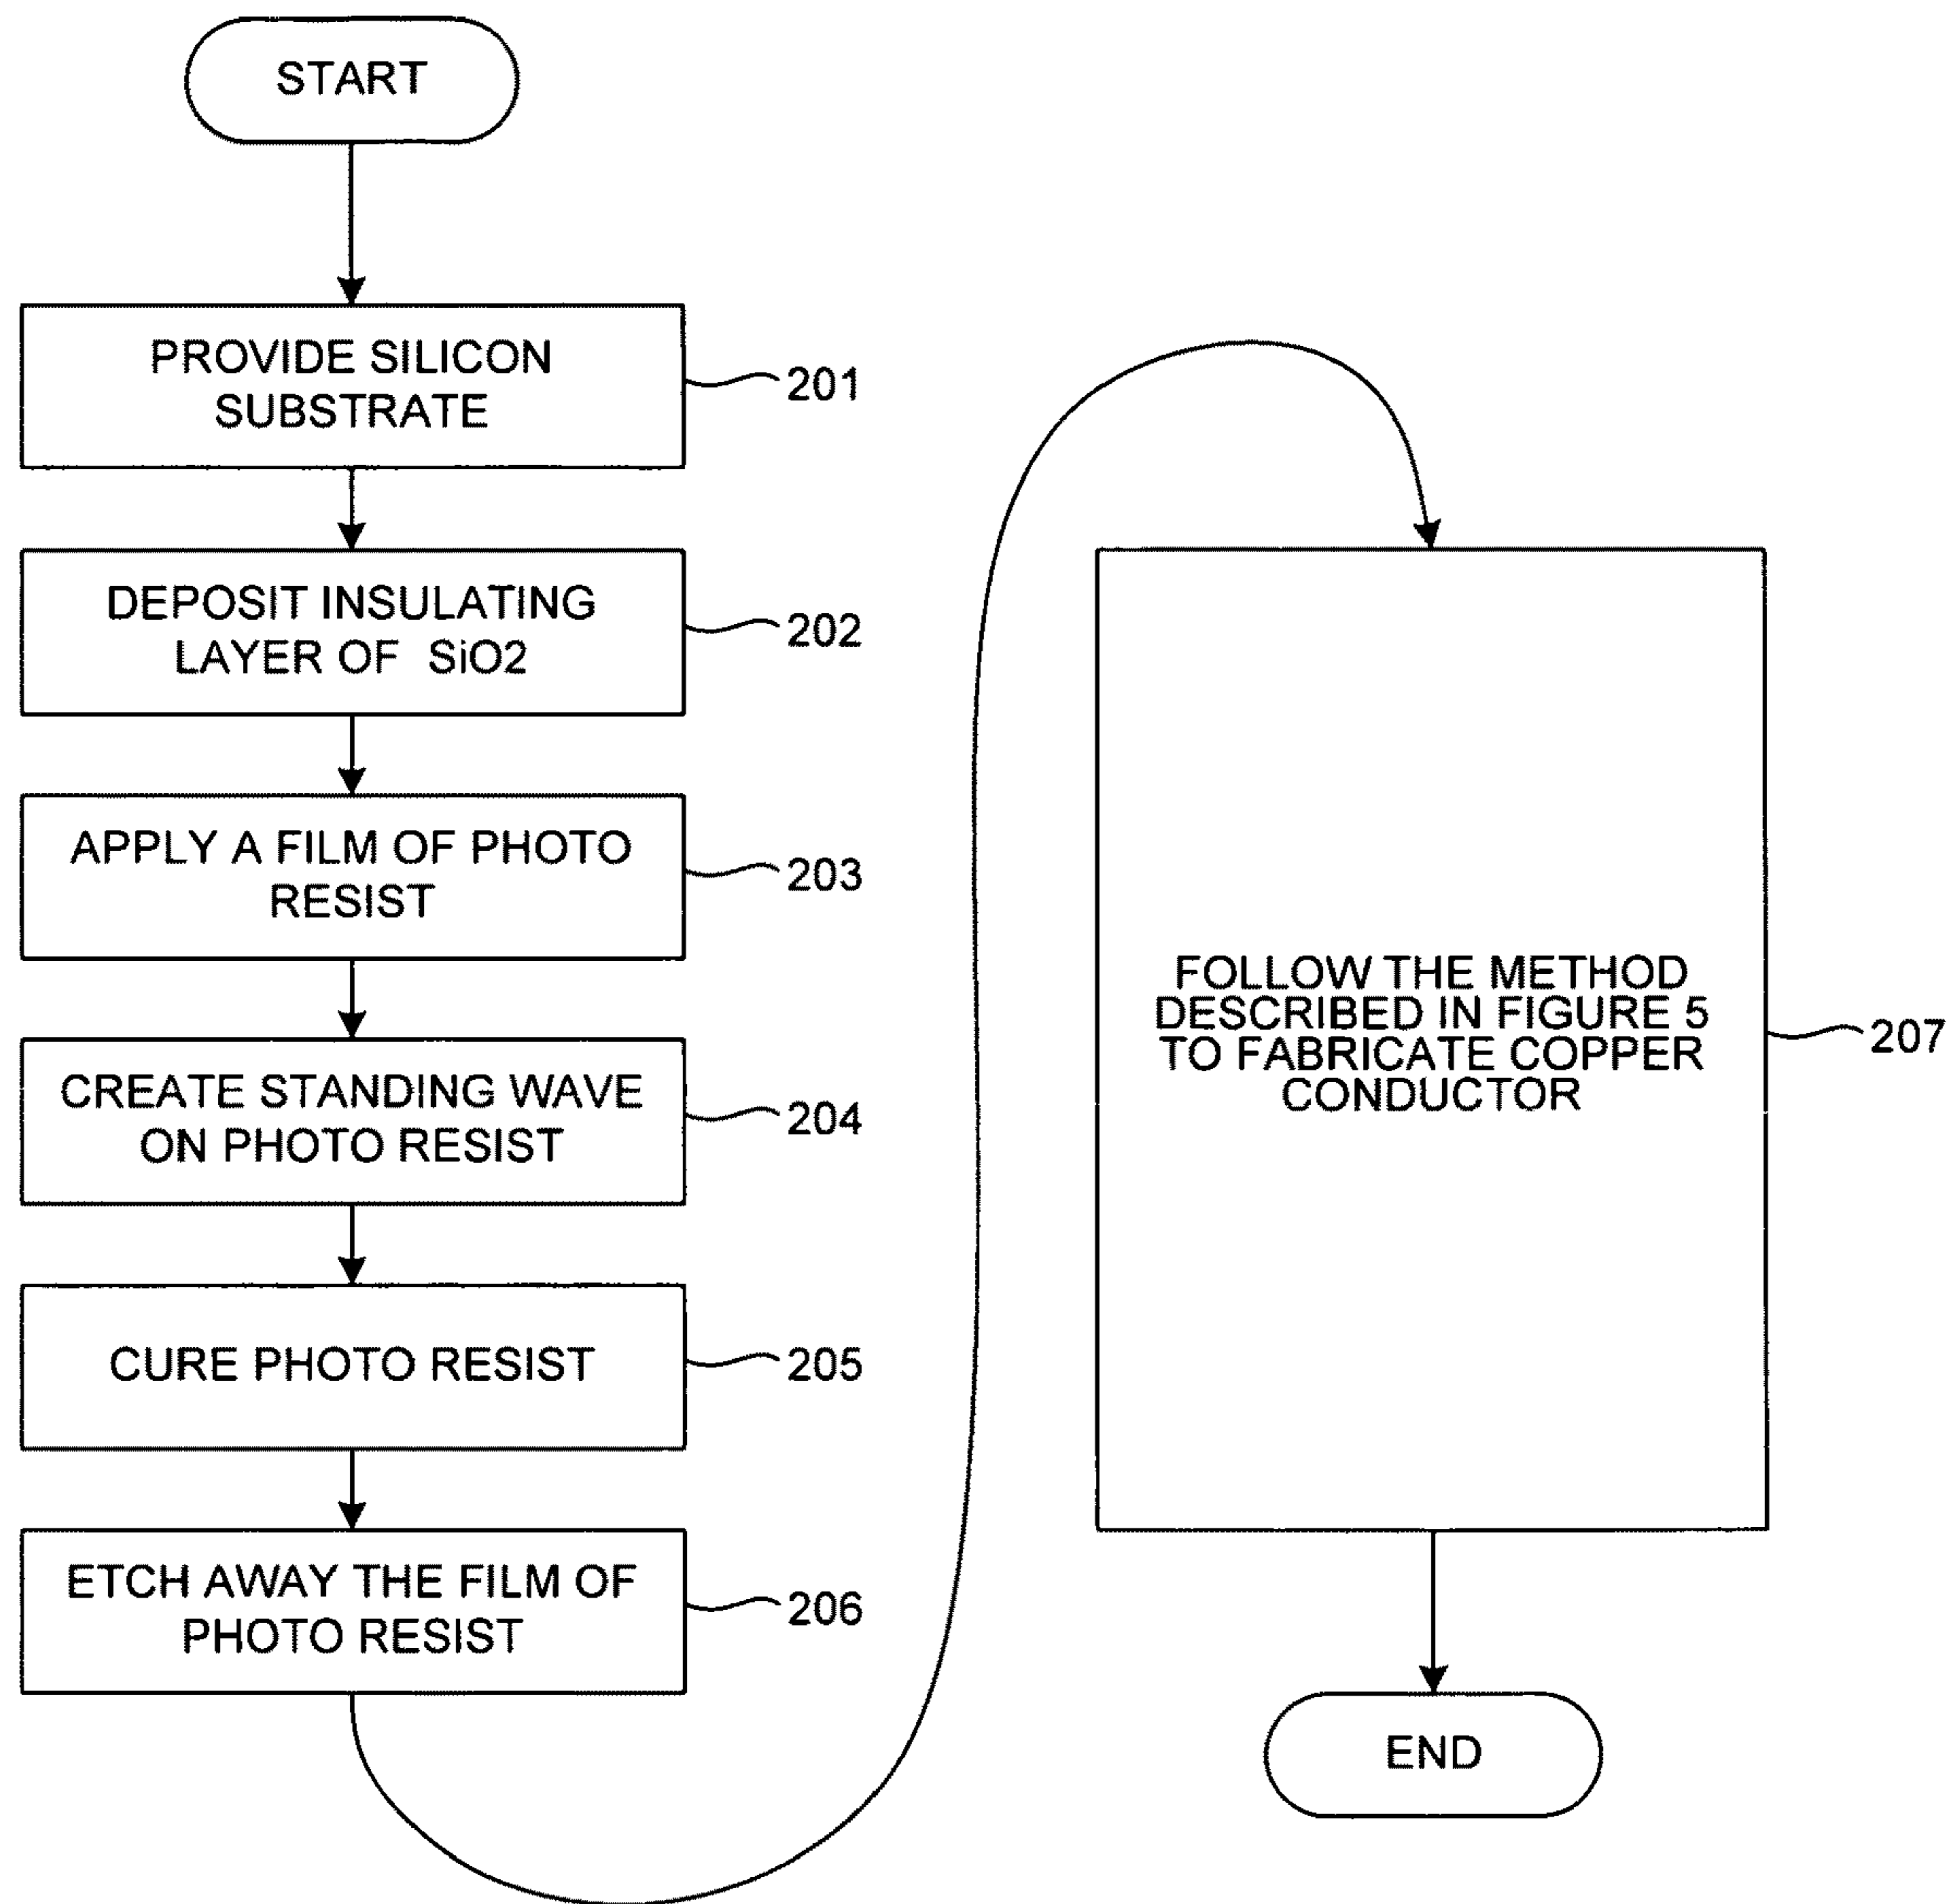 START
PROVIDE SILICON
SUBSTRATE
201
DEPOSIT INSULATING
LAYER OF SiO2
202
APPLY A FILM OF PHOTO
RESIST
203
CREATE STANDING WAVE
ON PHOTO RESIST
204
CURE PHOTO RESIST
205
ETCH AWAY THE FILM OF
PHOTO RESIST
206
FOLLOW THE METHOD
DESCRIBED IN FIGURE 5
TO FABRICATE COPPER
CONDUCTOR
207
END